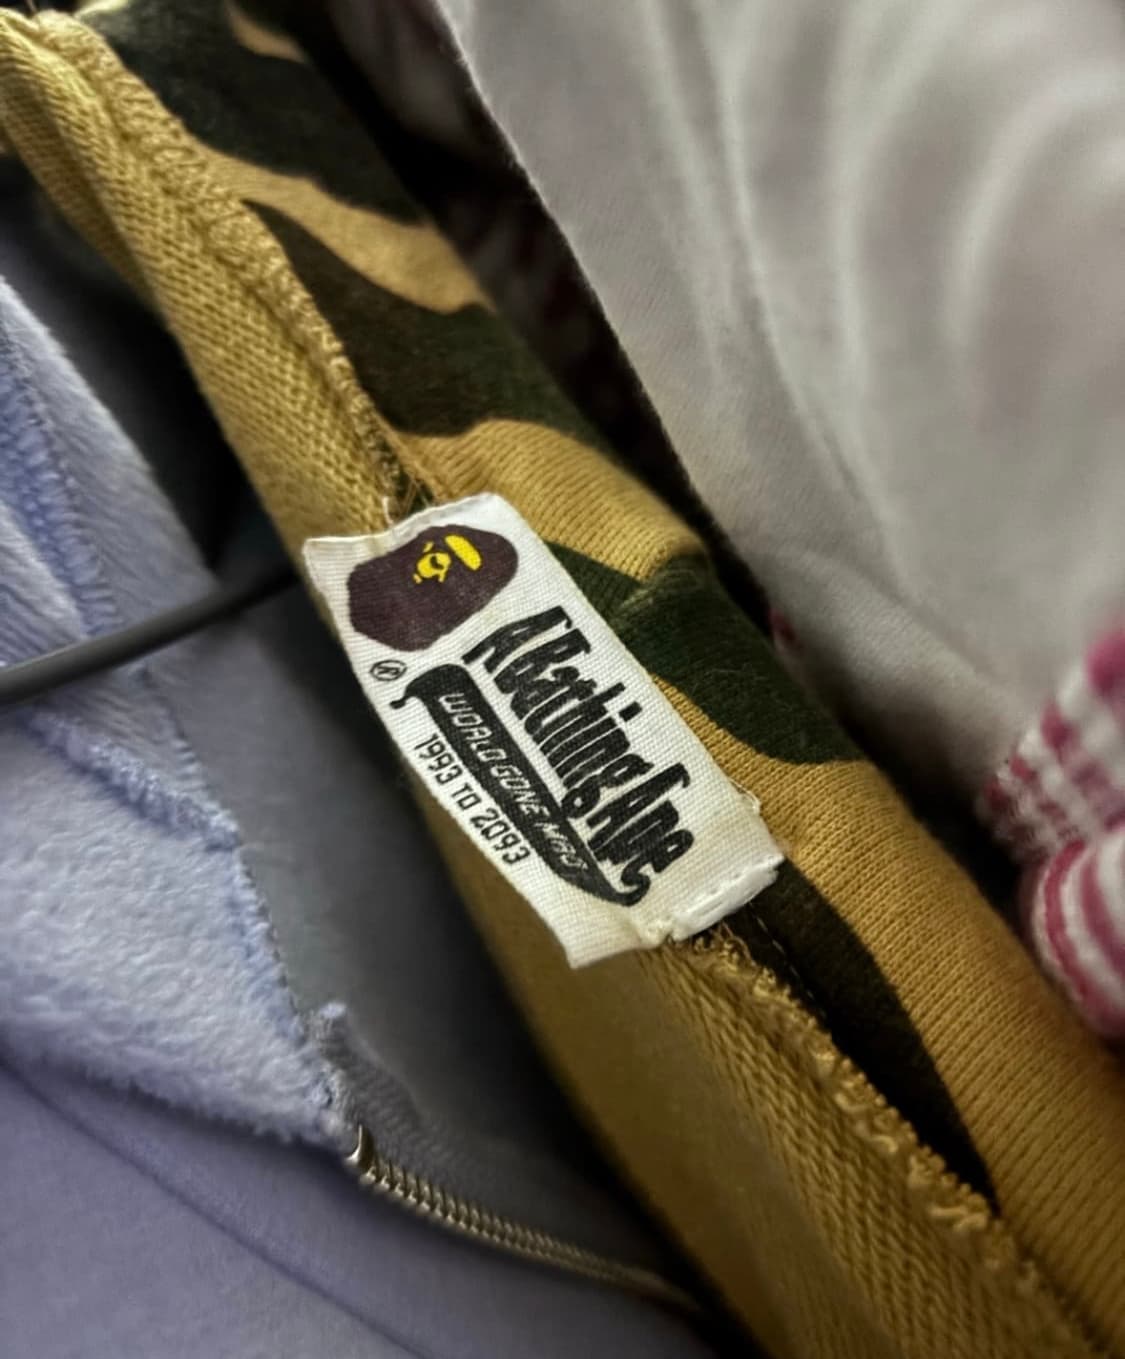 A Bathing Ape
®
WORLD GONE MAD
1993 TO 2093